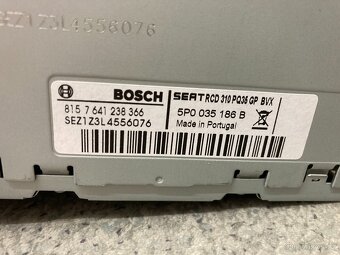 SEZ1Z3L4556076
BOSCH
SEAT RCD 310 PQ35 GP BVX
815 7 641 238 366
SEZ1Z3L4556076
5P0 035 186 B
Made in Portugal